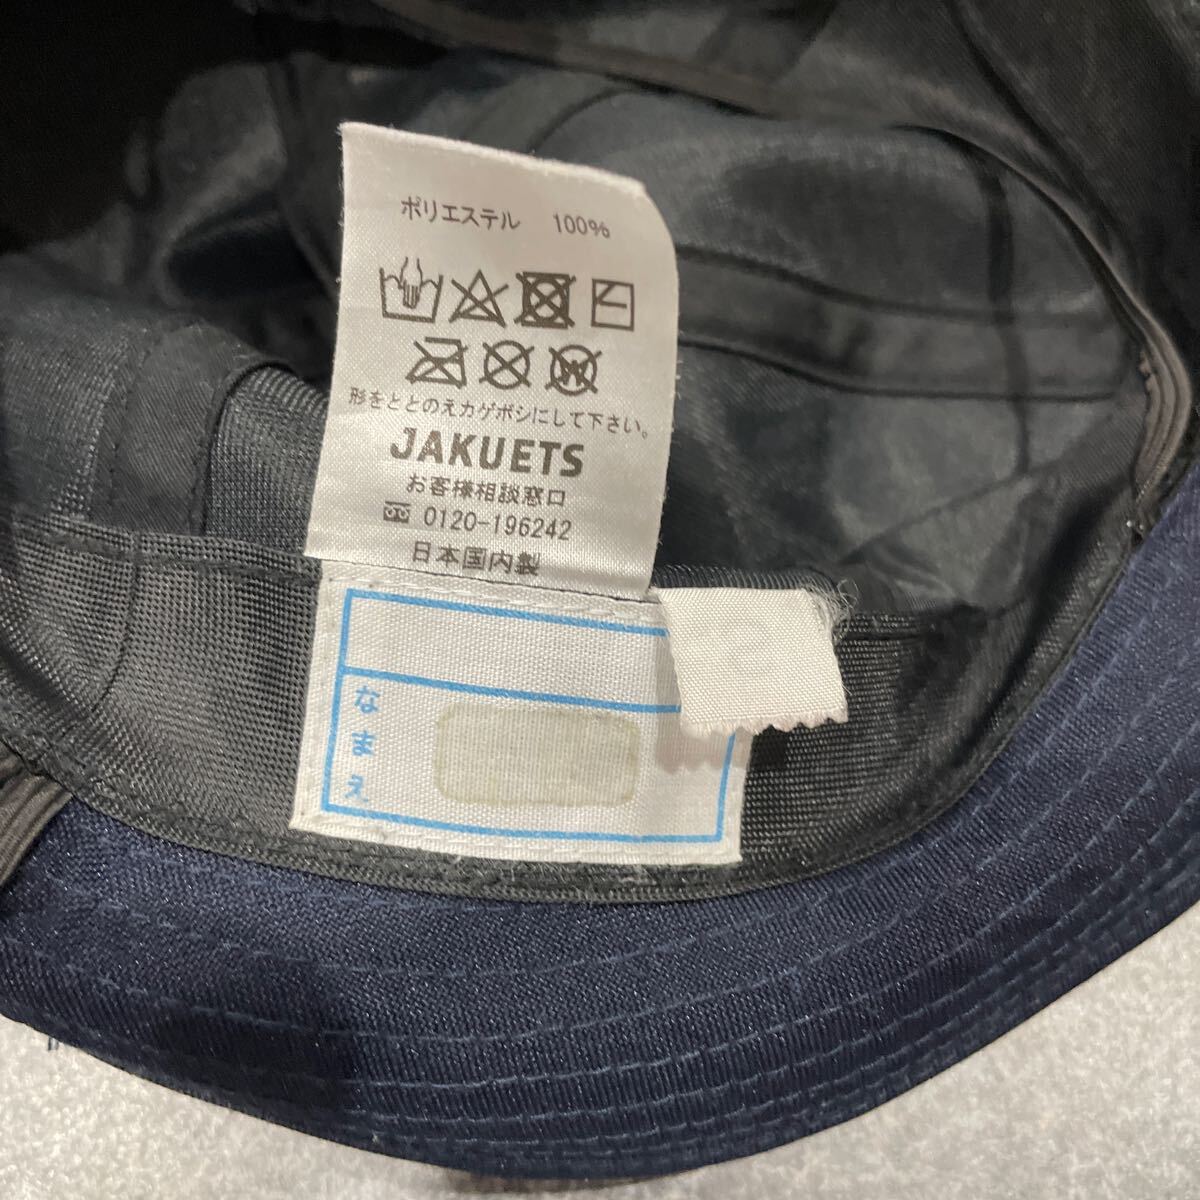 ポリエステル 100%
W
形をととのえカゲボシにして下さい。
JAKUETS
お客様相談窓口
0120-196242
日本国内製
なまえ